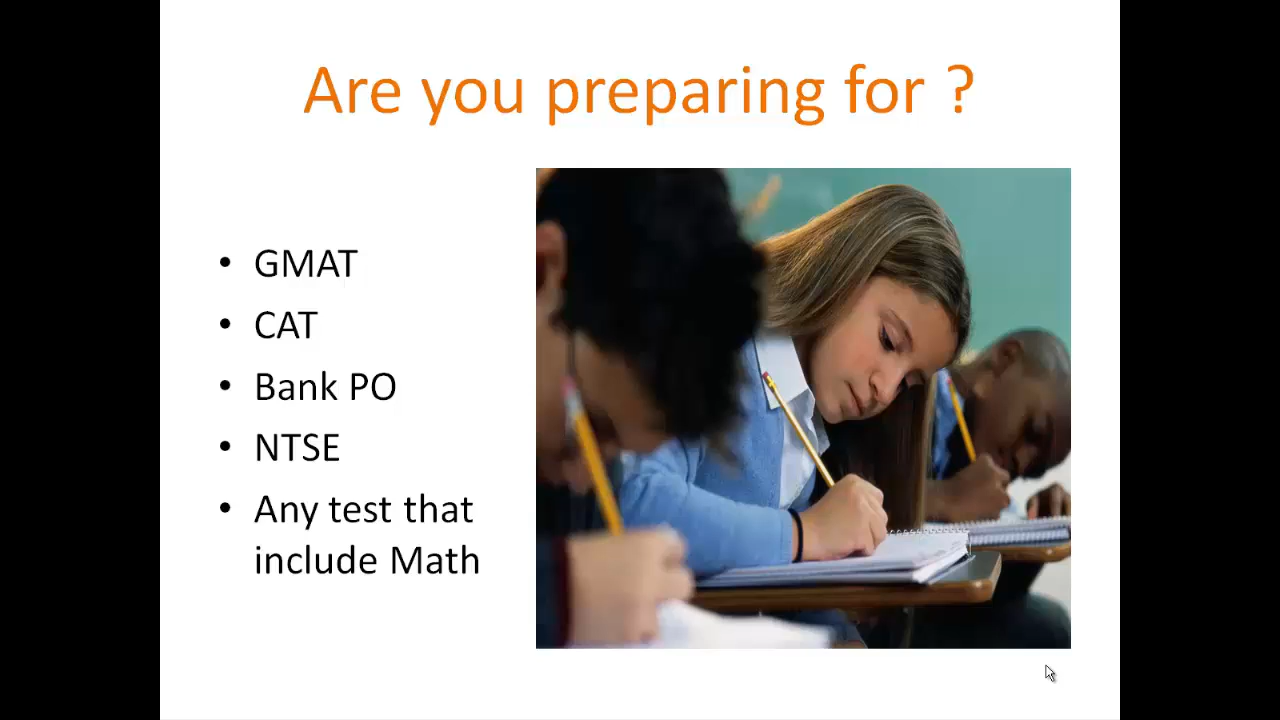 Are you preparing for ?
• GMAT
• CAT
• Bank PO
• NTSE
• Any test that
include Math